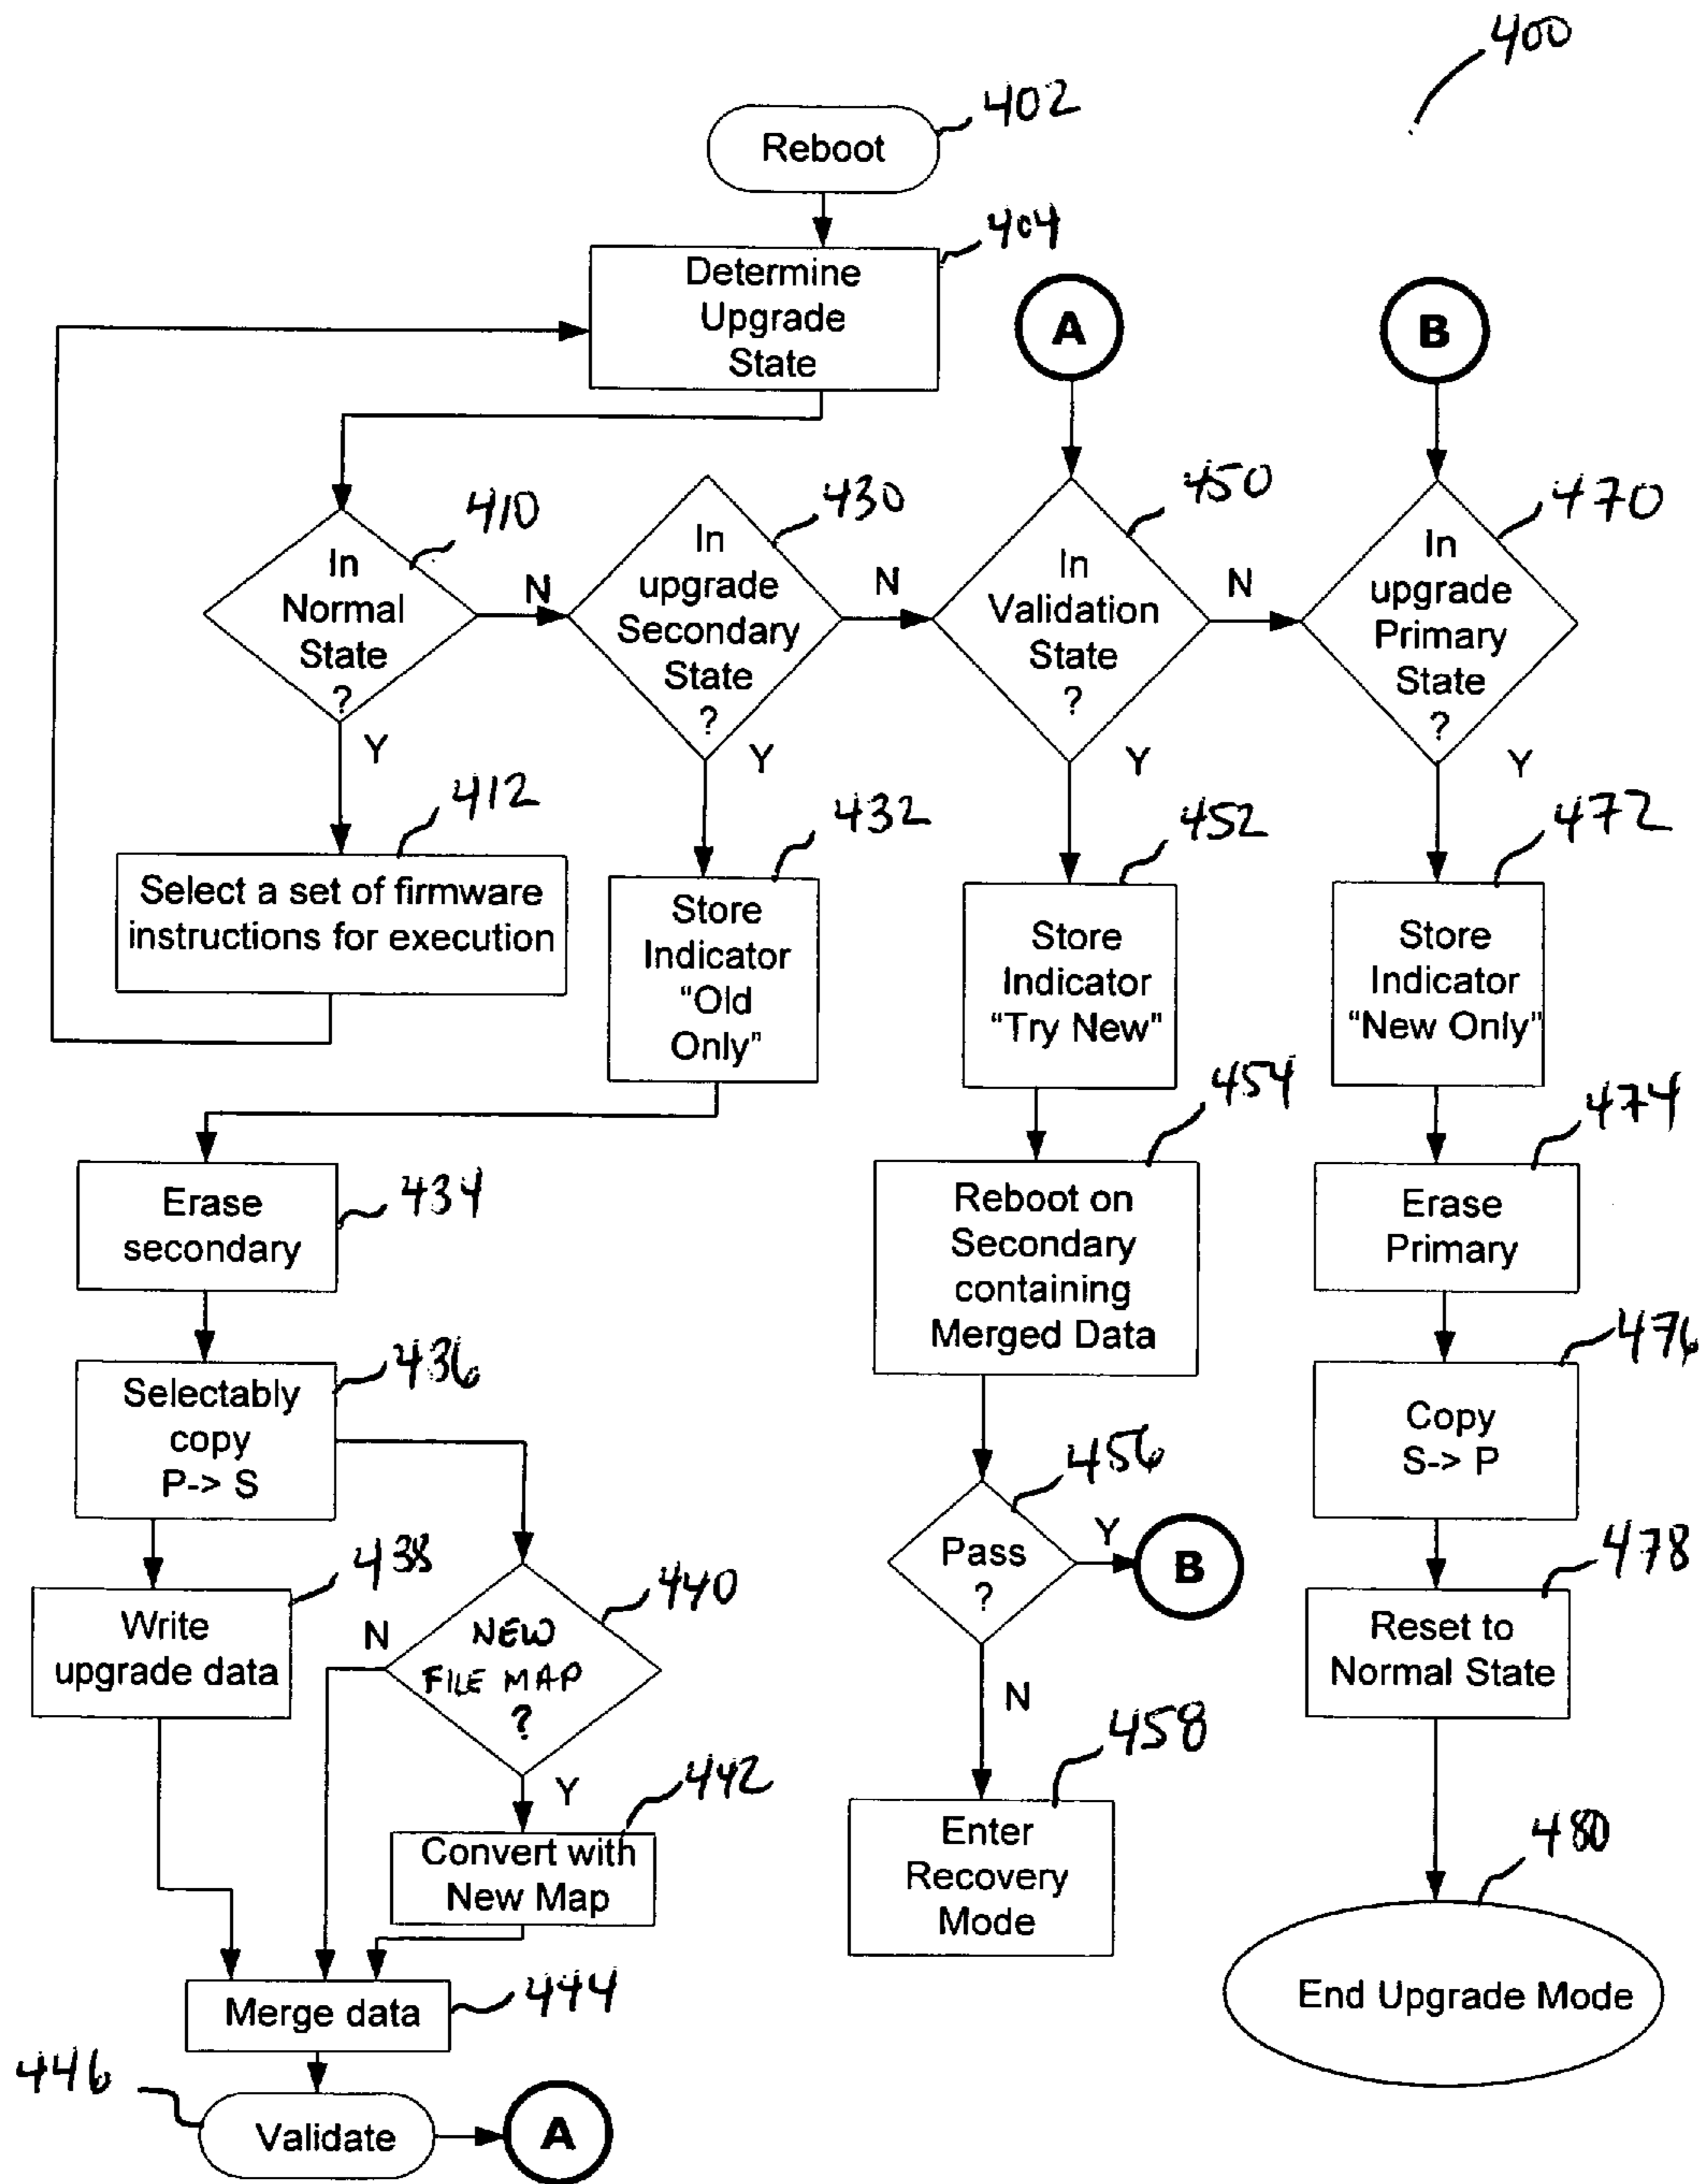 400
402
Reboot
404
Determine
Upgrade
State
A
B
410
In
Normal
State
?
N
Y
430
In
upgrade
Secondary
State
?
N
Y
450
In
Validation
State
?
N
Y
470
In
upgrade
Primary
State
?
Y
412
Select a set of firmware
instructions for execution
432
Store
Indicator
“Old
Only”
452
Store
Indicator
“Try New”
472
Store
Indicator
“New Only”
434
Erase
secondary
454
Reboot on
Secondary
containing
Merged Data
474
Erase
Primary
436
Selectably
copy
P-> S
476
Copy
S-> P
438
Write
upgrade data
440
NEW
FILE MAP
?
N
Y
456
Pass
?
Y
B
N
478
Reset to
Normal State
442
Convert with
New Map
458
Enter
Recovery
Mode
480
End Upgrade Mode
444
Merge data
446
Validate
A